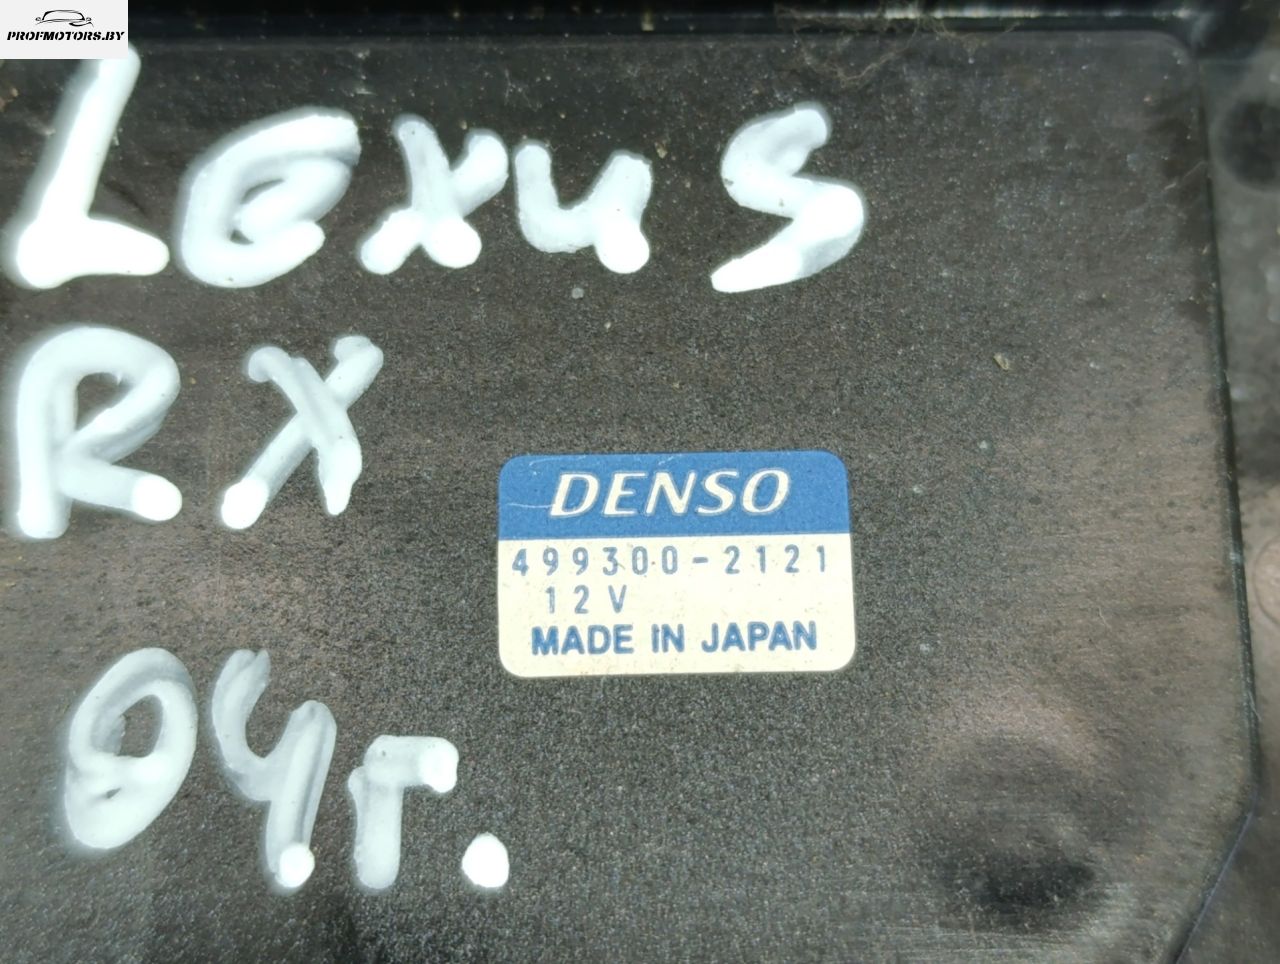 PROFMOTORS.BY
Lexus
RX
04г.
DENSO
499300-2121
12V
MADE IN JAPAN